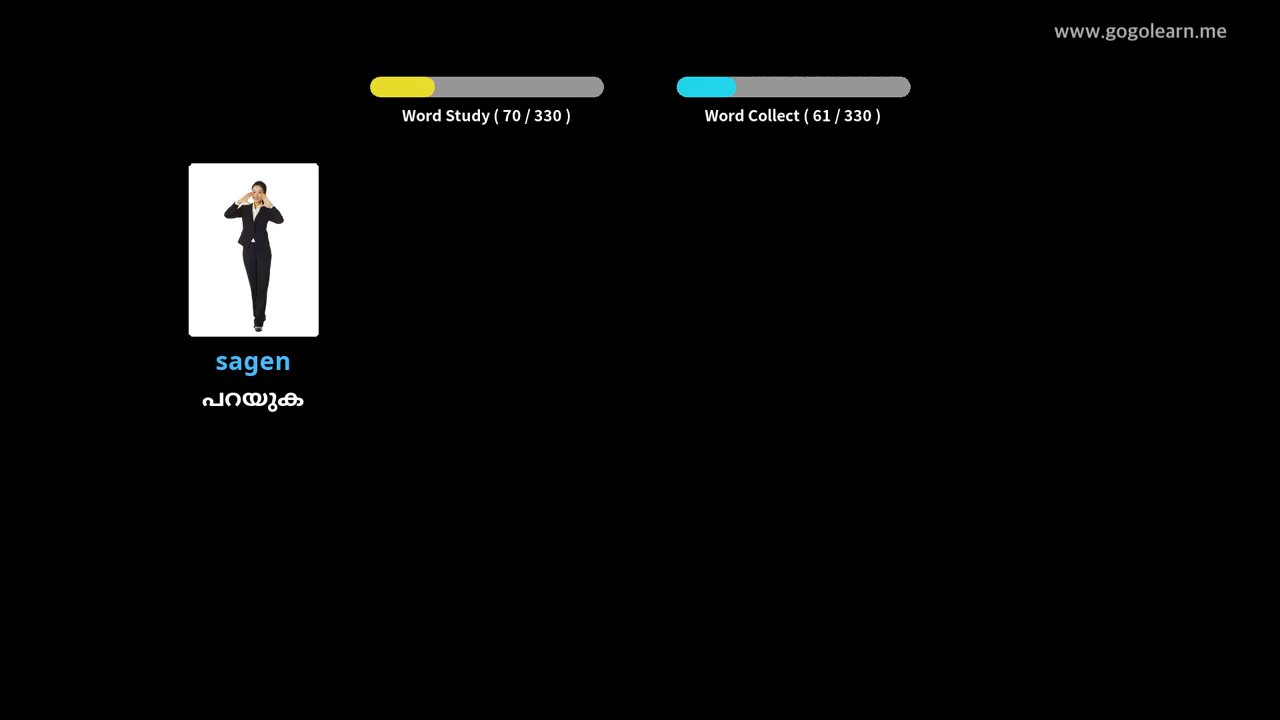 www.gogolearn.me
Word Study ( 70 / 330 )
Word Collect ( 61 / 330 )
sagen
പറയുക